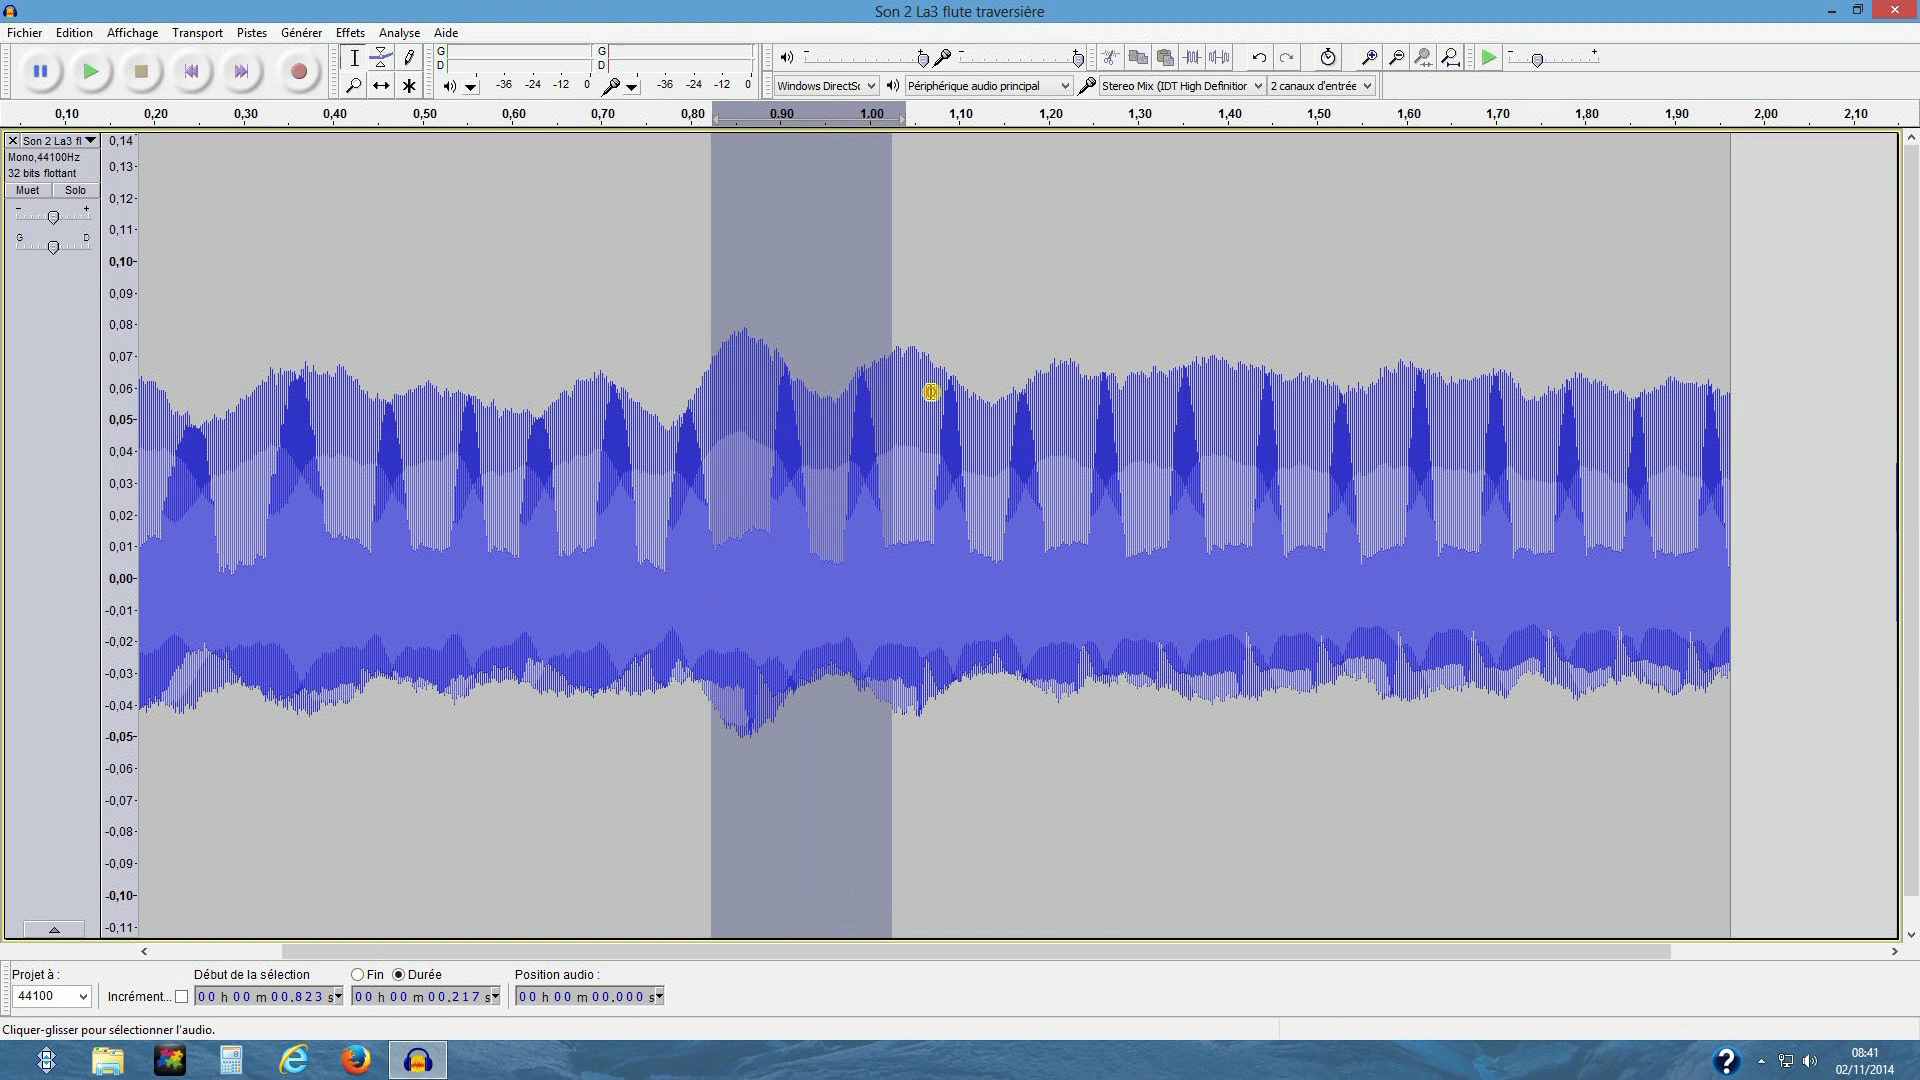 Son 2 La3 flute traversière
Fichier Edition Affichage Transport Pistes Générer Effets Analyse Aide
G
D
G
D
-36 -24 -12 0
-36 -24 -12 0
Windows DirectSo
Périphérique audio principal
Stereo Mix (IDT High Definitior
2 canaux d'entrée
0,10 0,20 0,30 0,40 0,50 0,60 0,70 0,80 0,90 1,00 1,10 1,20 1,30 1,40 1,50 1,60 1,70 1,80 1,90 2,00 2,10
Son 2 La3 fl
Mono,44100Hz
32 bits flottant
Muet Solo
- +
G D
0,14
0,13
0,12
0,11
0,10
0,09
0,08
0,07
0,06
0,05
0,04
0,03
0,02
0,01
0,00
-0,01
-0,02
-0,03
-0,04
-0,05
-0,06
-0,07
-0,08
-0,09
-0,10
-0,11
Projet à : Début de la sélection Fin Durée Position audio :
44100 Incrément... 00 h 00 m 00.823 s 00 h 00 m 00.217 s 00 h 00 m 00.000 s
Cliquer-glisser pour sélectionner l'audio.
08:41
02/11/2014